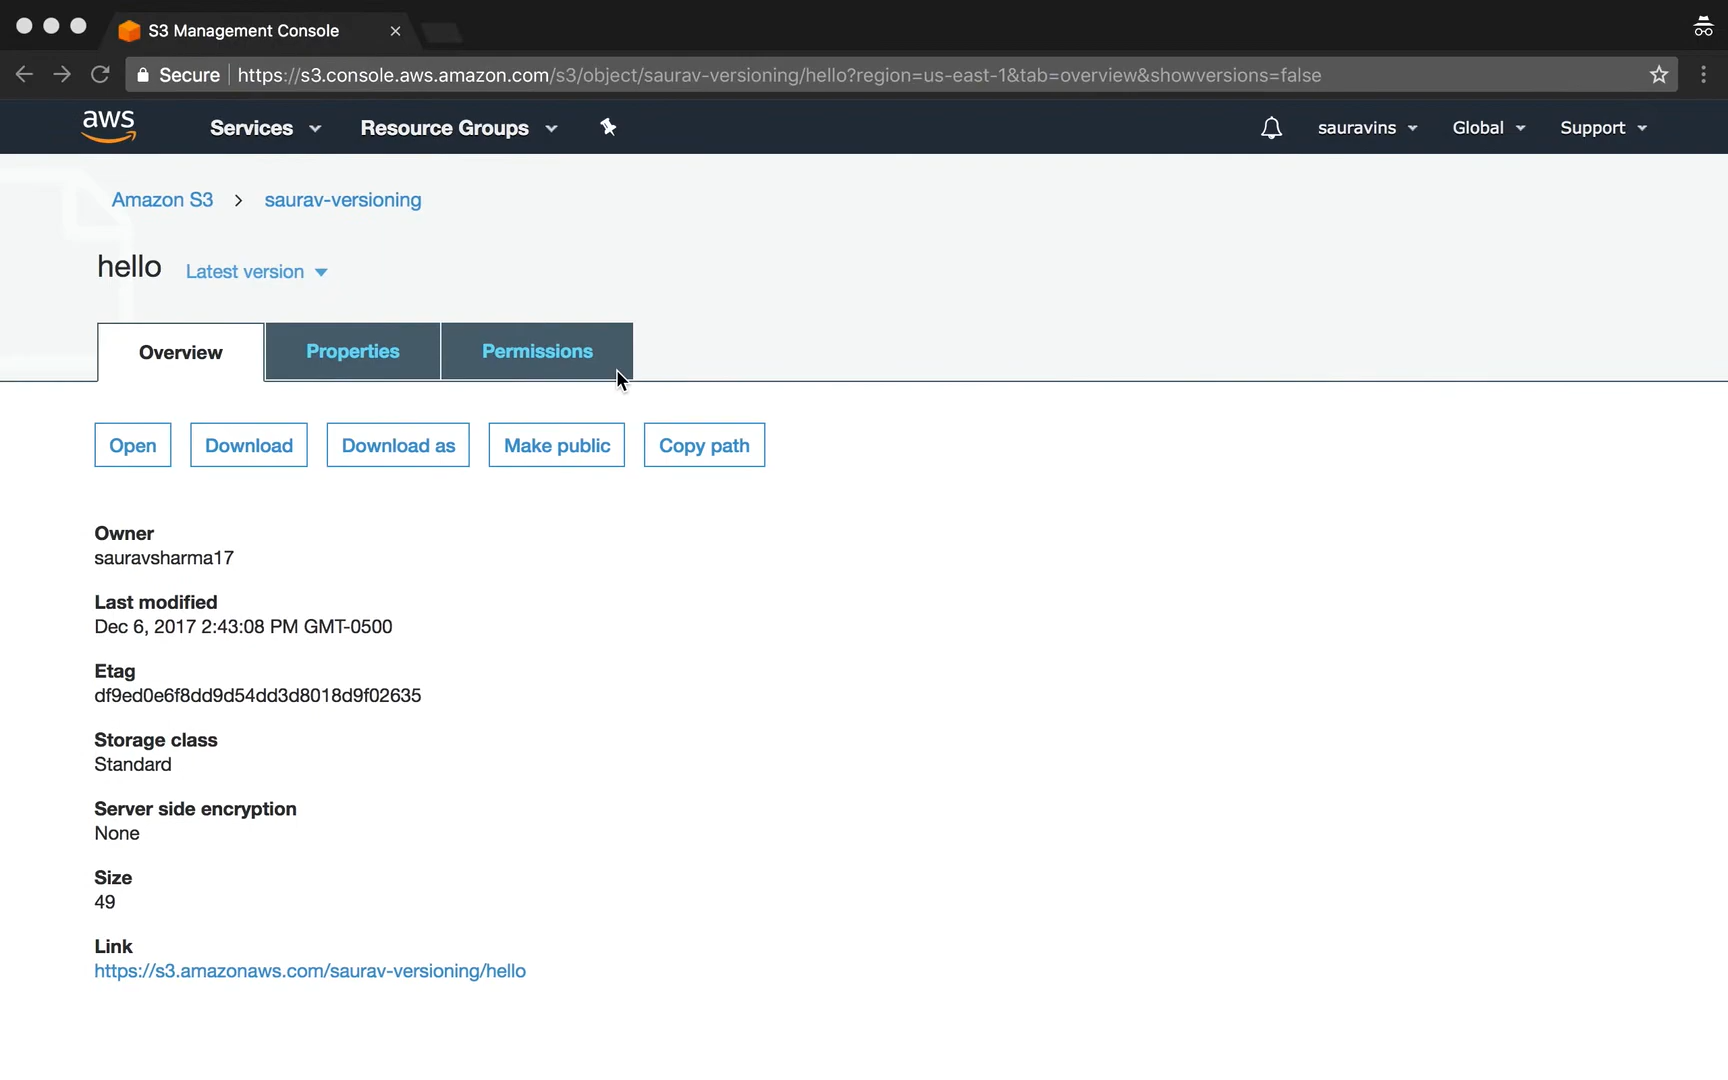 S3 Management Console
Secure https://s3.console.aws.amazon.com/s3/object/saurav-versioning/hello?region=us-east-1&tab=overview&showversions=false
aws Services Resource Groups sauravins Global Support
Amazon S3 > saurav-versioning
hello Latest version
Overview Properties Permissions
Open Download Download as Make public Copy path
Owner
sauravsharma17
Last modified
Dec 6, 2017 2:43:08 PM GMT-0500
Etag
df9ed0e6f8dd9d54dd3d8018d9f02635
Storage class
Standard
Server side encryption
None
Size
49
Link
https://s3.amazonaws.com/saurav-versioning/hello